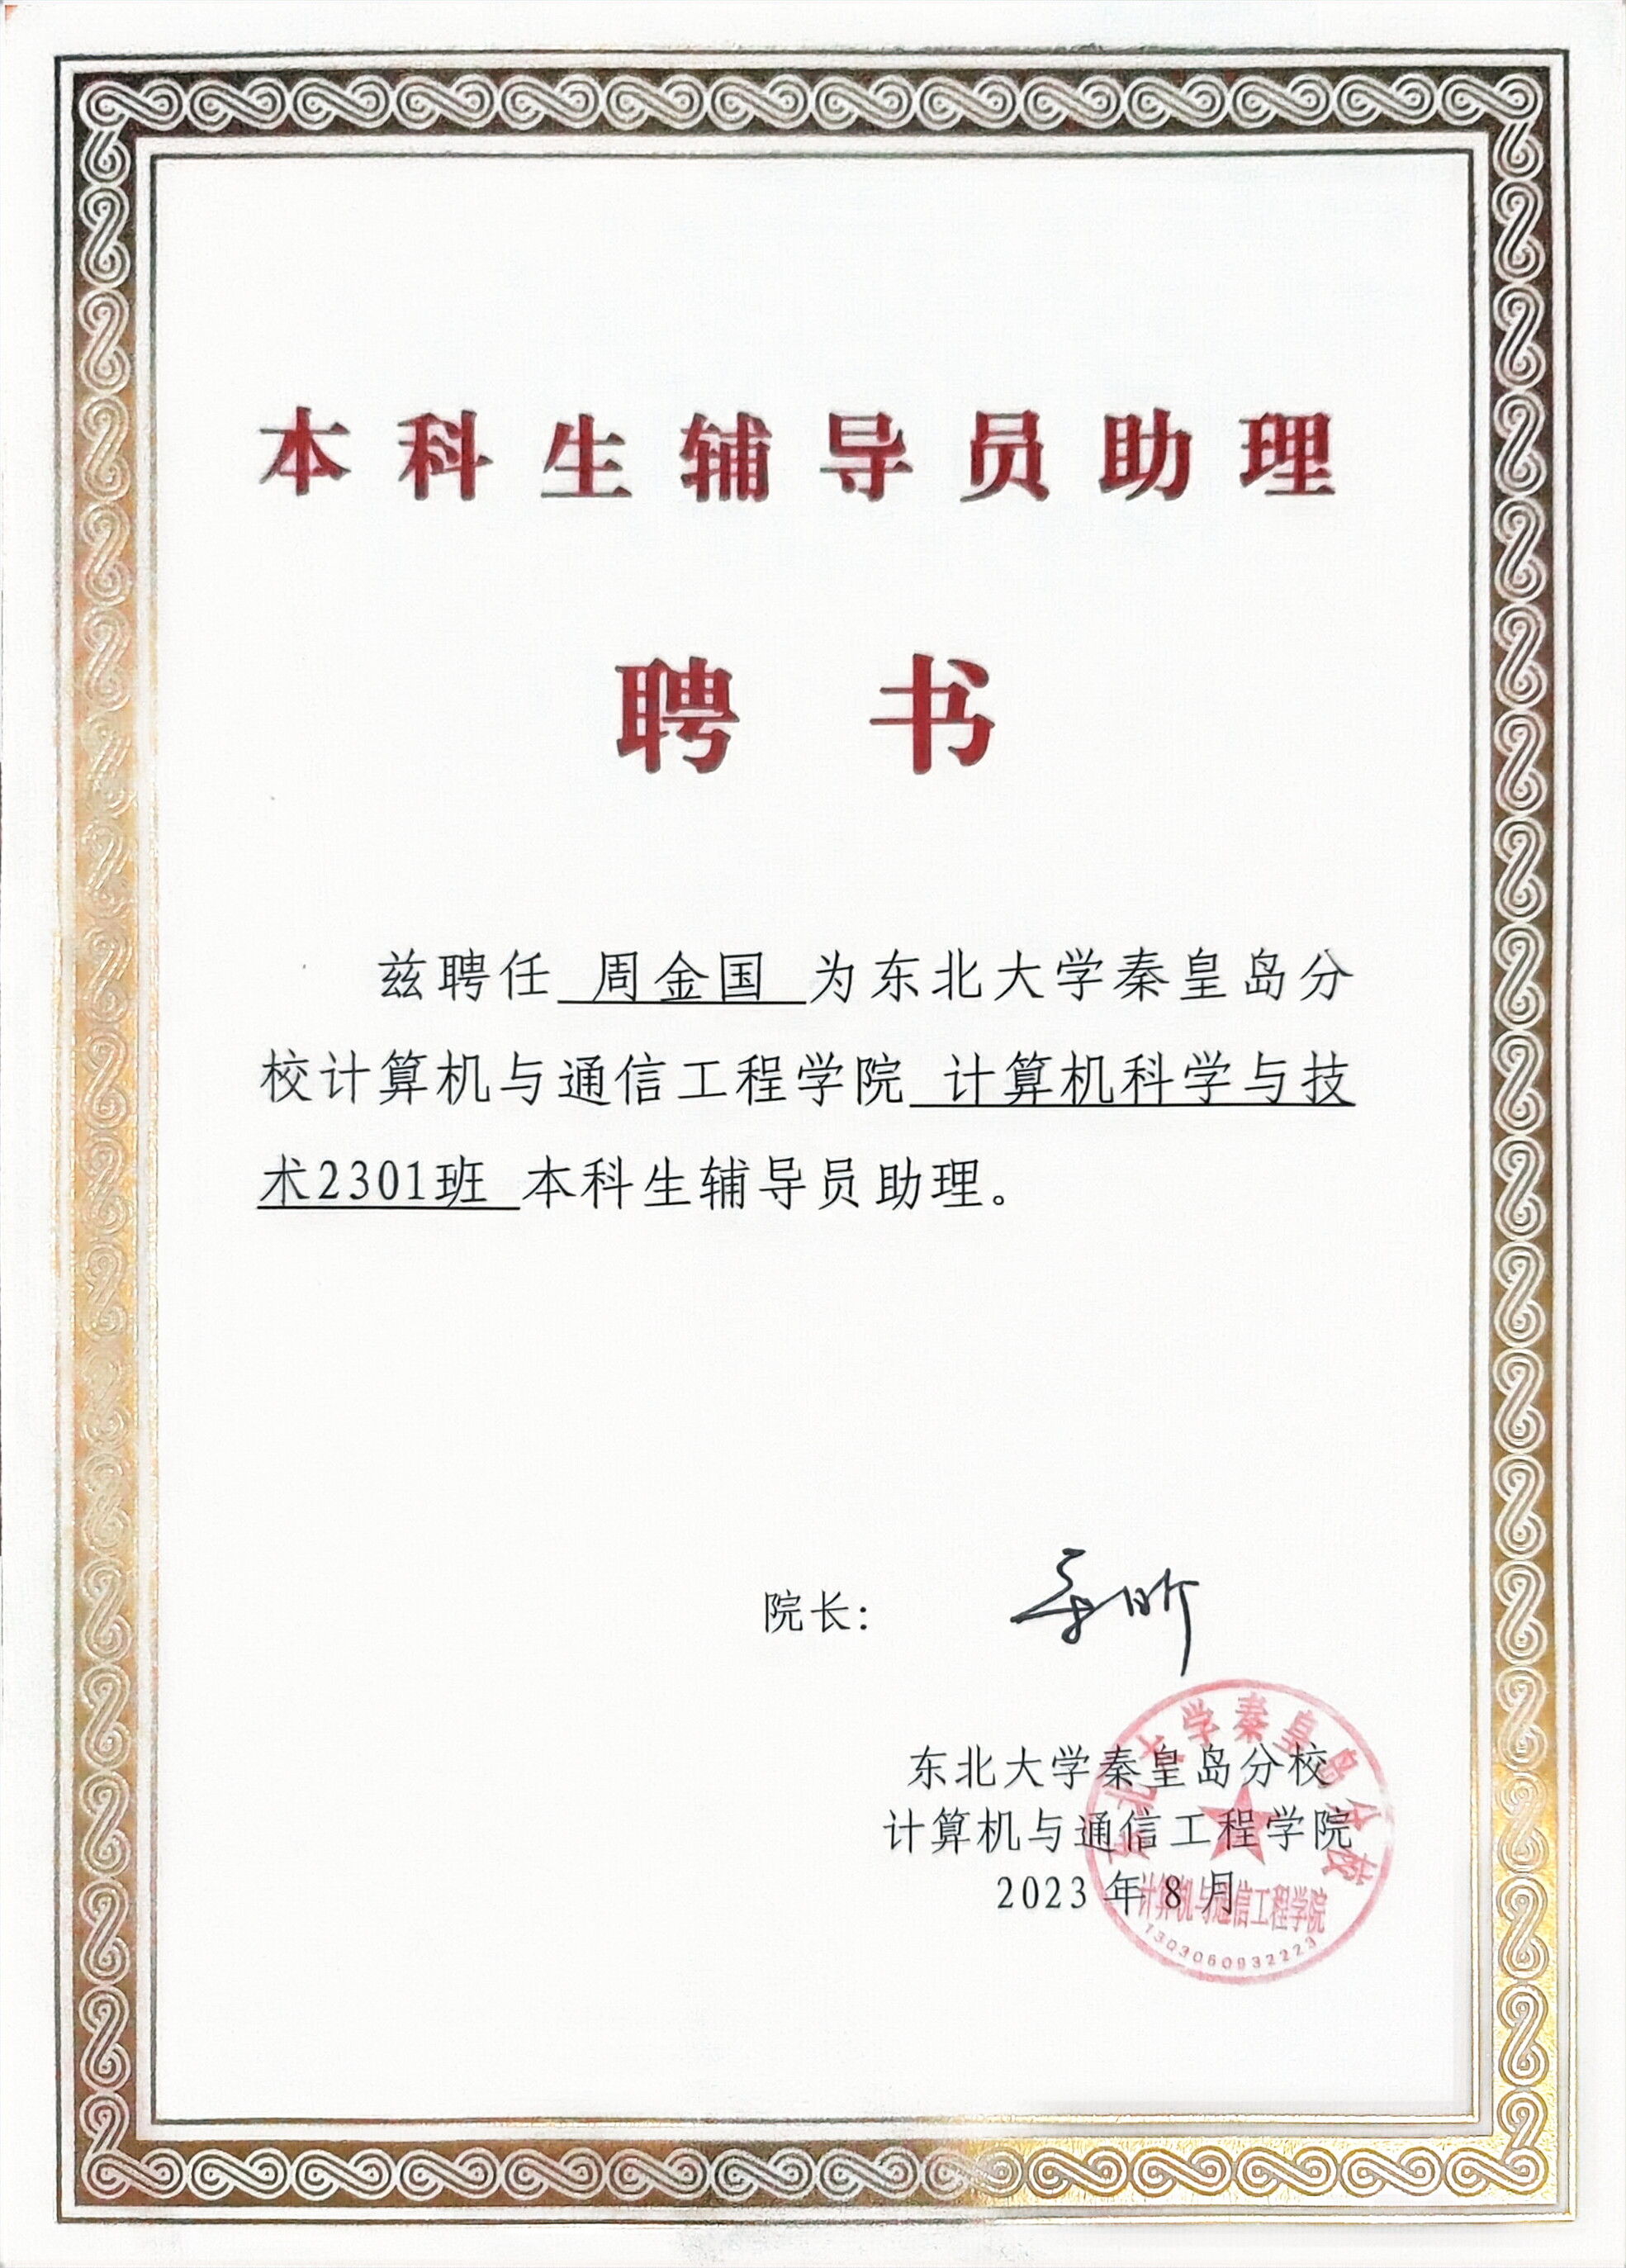 本科生辅导员助理
聘书
兹聘任 周金国 为东北大学秦皇岛分
校计算机与通信工程学院 计算机科学与技
术2301班 本科生辅导员助理。
院长:
东北大学秦皇岛分校
计算机与通信工程学院
2023 年 8 月
东北大学秦皇岛分校
计算机与通信工程学院
1303060932223